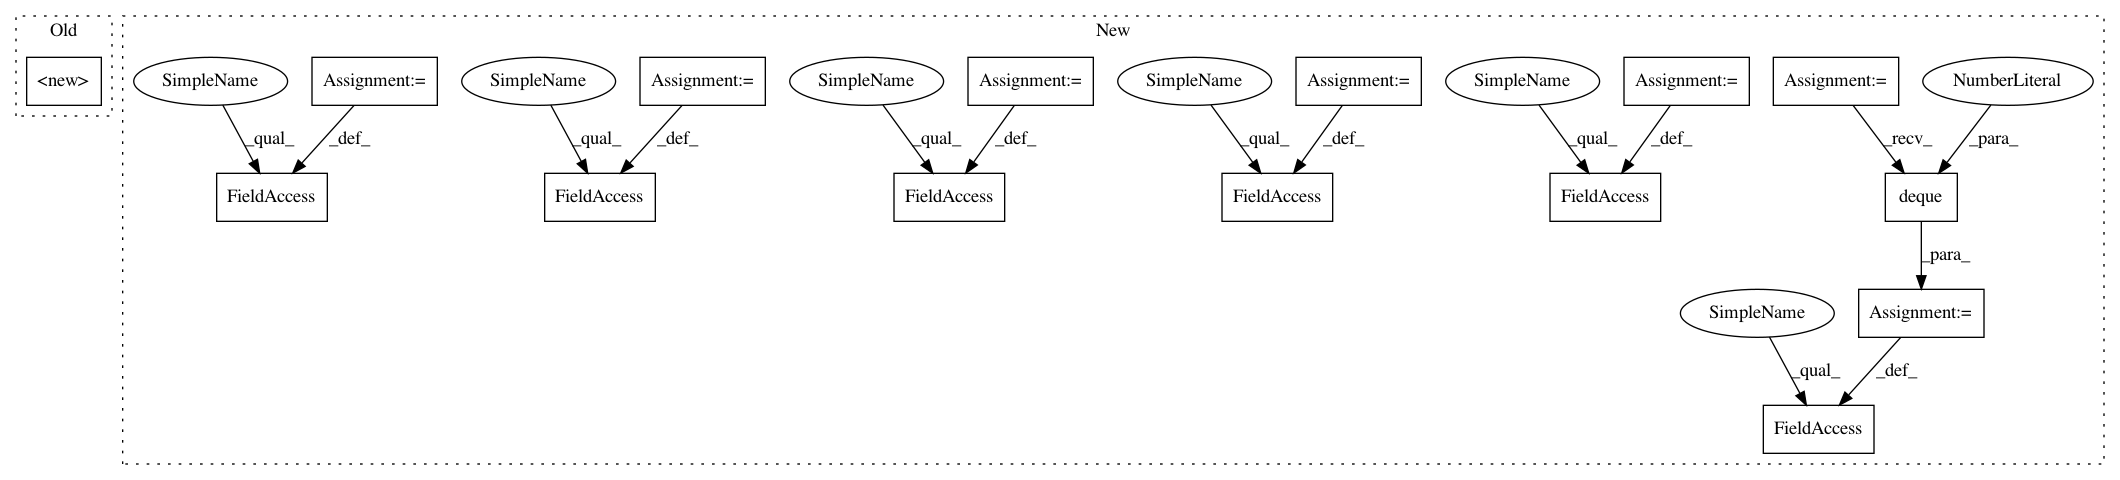 Old
New
<new>
SimpleName
Assignment:=
SimpleName
Assignment:=
SimpleName
Assignment:=
SimpleName
Assignment:=
SimpleName
Assignment:=
Assignment:=
NumberLiteral
_qual_
_def_
_qual_
_def_
_qual_
_def_
_qual_
_def_
_qual_
_def_
_recv_
_para_
FieldAccess
FieldAccess
FieldAccess
FieldAccess
FieldAccess
deque
_para_
SimpleName
Assignment:=
_qual_
_def_
FieldAccess